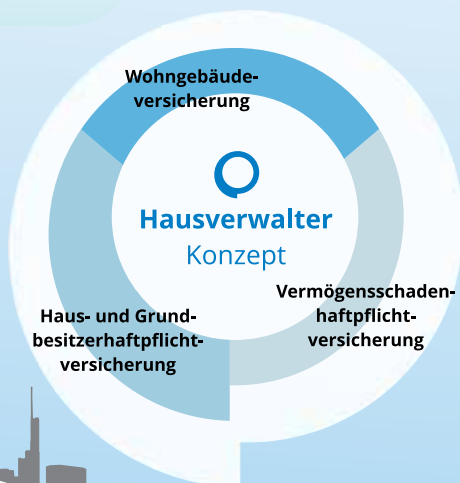 Wohngebäude-
versicherung
Hausverwalter
Konzept
Vermögensschaden-
haftpflicht-
versicherung
Haus- und Grund-
besitzerhaftpflicht-
versicherung